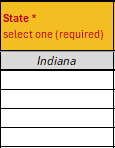 State *
select one (required)
Indiana